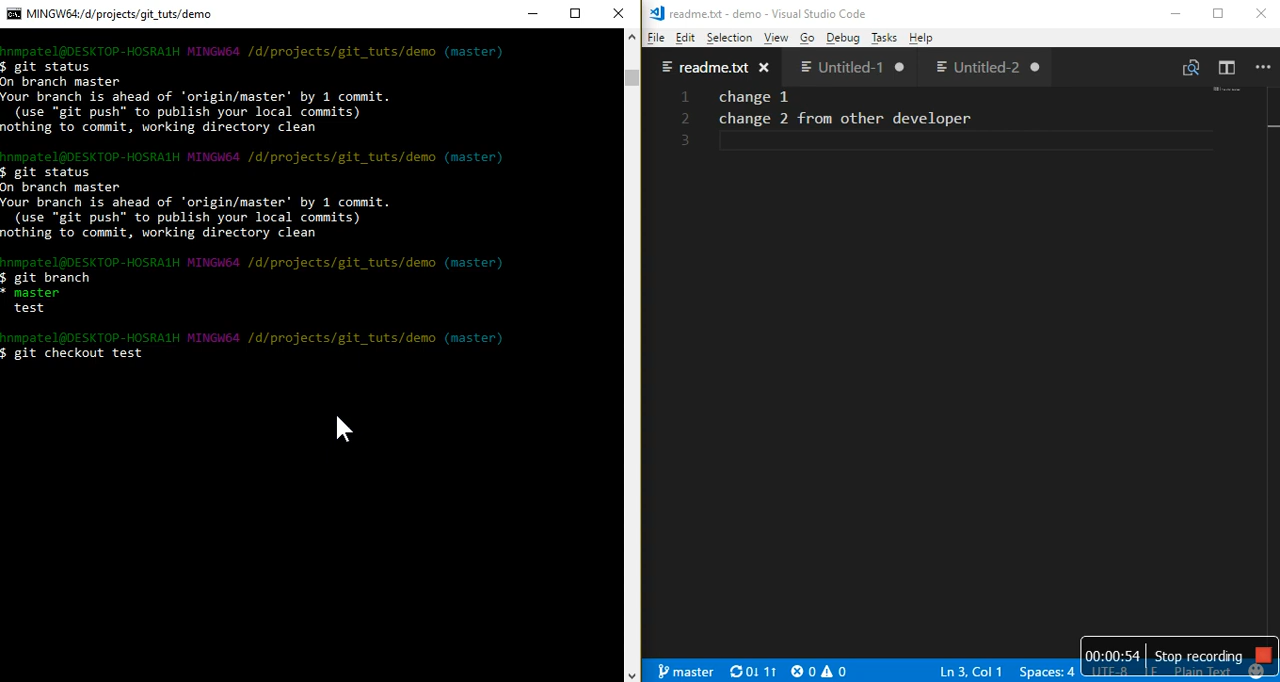 MINGW64:/d/projects/git_tuts/demo
hnmpatel@DESKTOP-HOSRA1H MINGW64 /d/projects/git_tuts/demo (master)
$ git status
On branch master
Your branch is ahead of 'origin/master' by 1 commit.
(use "git push" to publish your local commits)
nothing to commit, working directory clean
hnmpatel@DESKTOP-HOSRA1H MINGW64 /d/projects/git_tuts/demo (master)
$ git status
On branch master
Your branch is ahead of 'origin/master' by 1 commit.
(use "git push" to publish your local commits)
nothing to commit, working directory clean
hnmpatel@DESKTOP-HOSRA1H MINGW64 /d/projects/git_tuts/demo (master)
$ git branch
* master
test
hnmpatel@DESKTOP-HOSRA1H MINGW64 /d/projects/git_tuts/demo (master)
$ git checkout test
readme.txt - demo - Visual Studio Code
File Edit Selection View Go Debug Tasks Help
readme.txt Untitled-1 Untitled-2
1 change 1
2 change 2 from other developer
3
00:00:54 Stop recording
master 0↓ 1↑ 0 0 Ln 3, Col 1 Spaces: 4 UTF-8 LF Plain Text